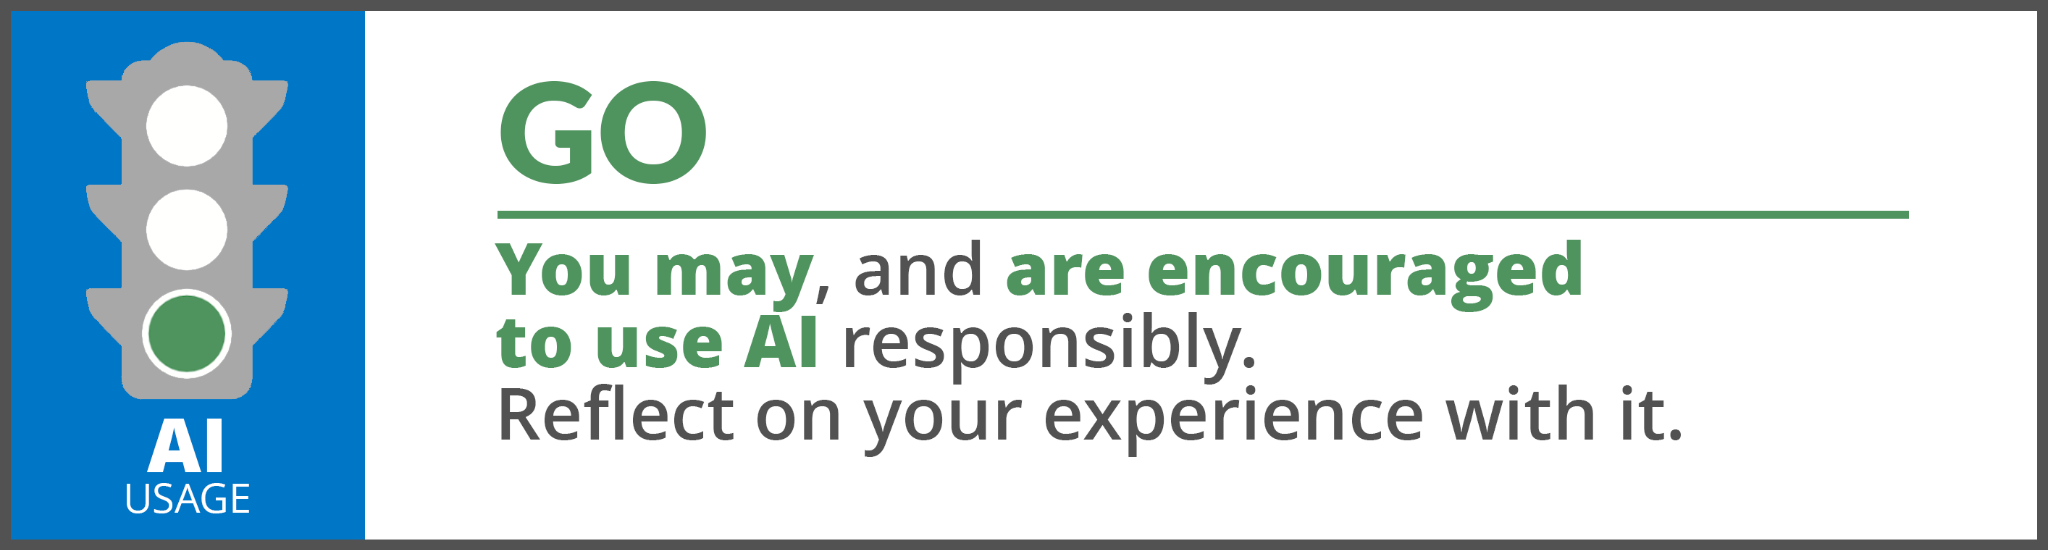 AI
USAGE
GO
You may, and are encouraged
to use AI responsibly.
Reflect on your experience with it.